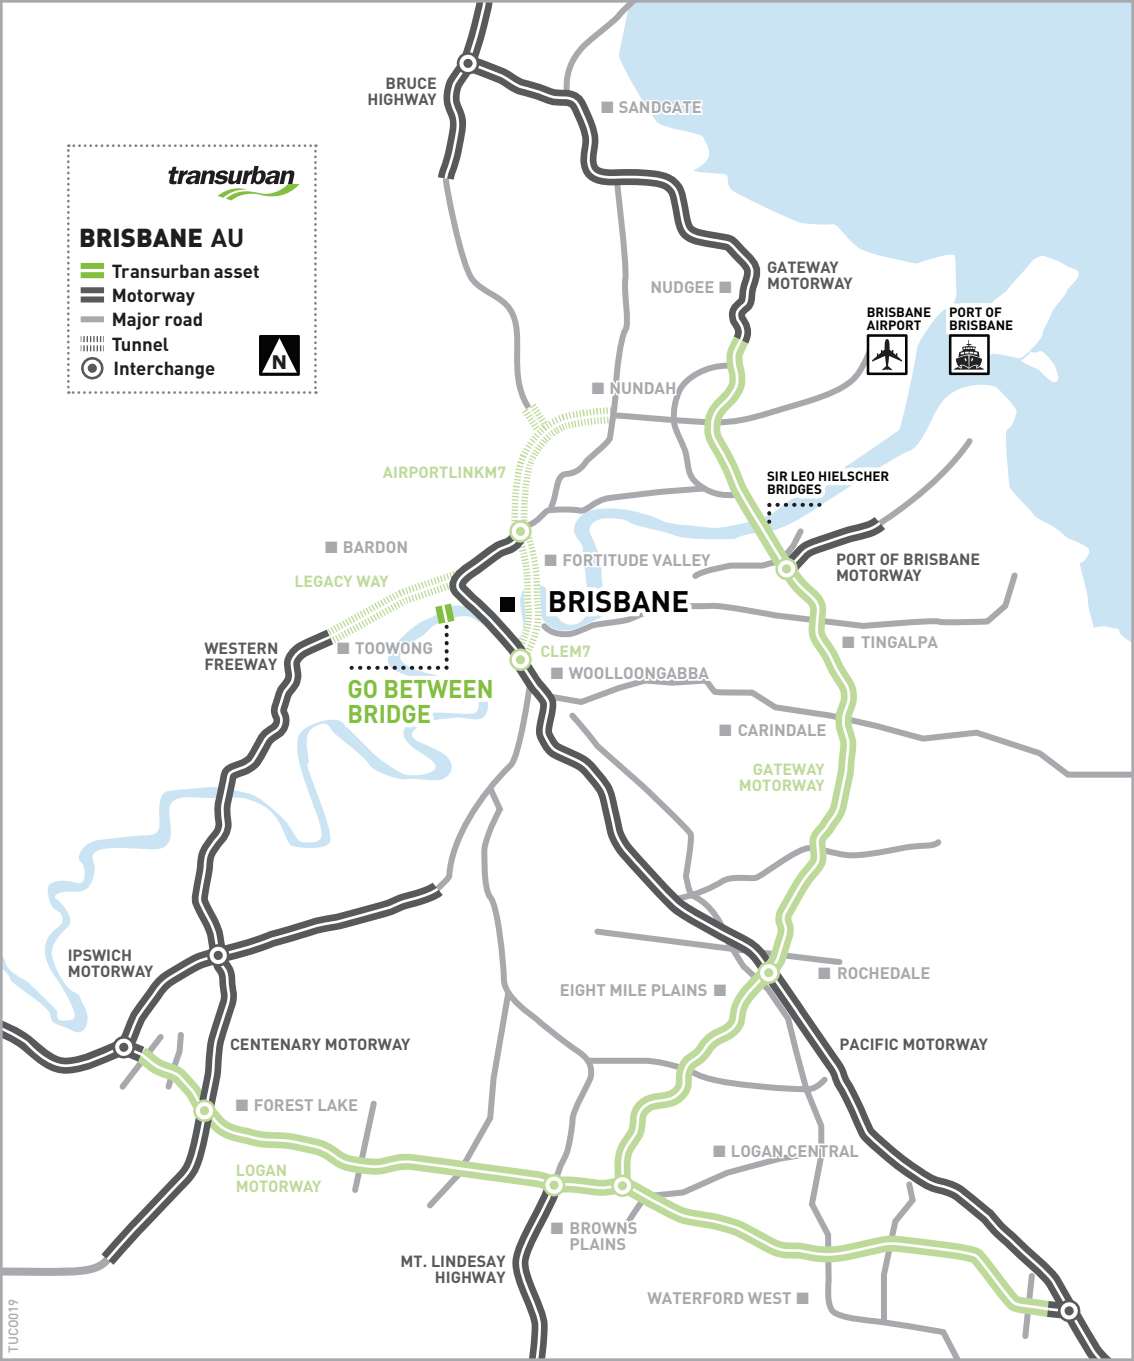 BRUCE
HIGHWAY
SANDGATE
transurban
BRISBANE AU
Transurban asset
Motorway
Major road
Tunnel
Interchange
N
GATEWAY
MOTORWAY
NUDGEE
BRISBANE
AIRPORT
PORT OF
BRISBANE
NUNDAH
AIRPORTLINKM7
SIR LEO HIELSCHER
BRIDGES
BARDON
FORTITUDE VALLEY
PORT OF BRISBANE
MOTORWAY
LEGACY WAY
BRISBANE
WESTERN
FREEWAY
TOOWONG
CLEM7
TINGALPA
WOOLLOONGABBA
GO BETWEEN
BRIDGE
CARINDALE
GATEWAY
MOTORWAY
IPSWICH
MOTORWAY
ROCHEDALE
EIGHT MILE PLAINS
CENTENARY MOTORWAY
PACIFIC MOTORWAY
FOREST LAKE
LOGAN CENTRAL
LOGAN
MOTORWAY
BROWNS
PLAINS
MT. LINDESAY
HIGHWAY
WATERFORD WEST
TUCO019